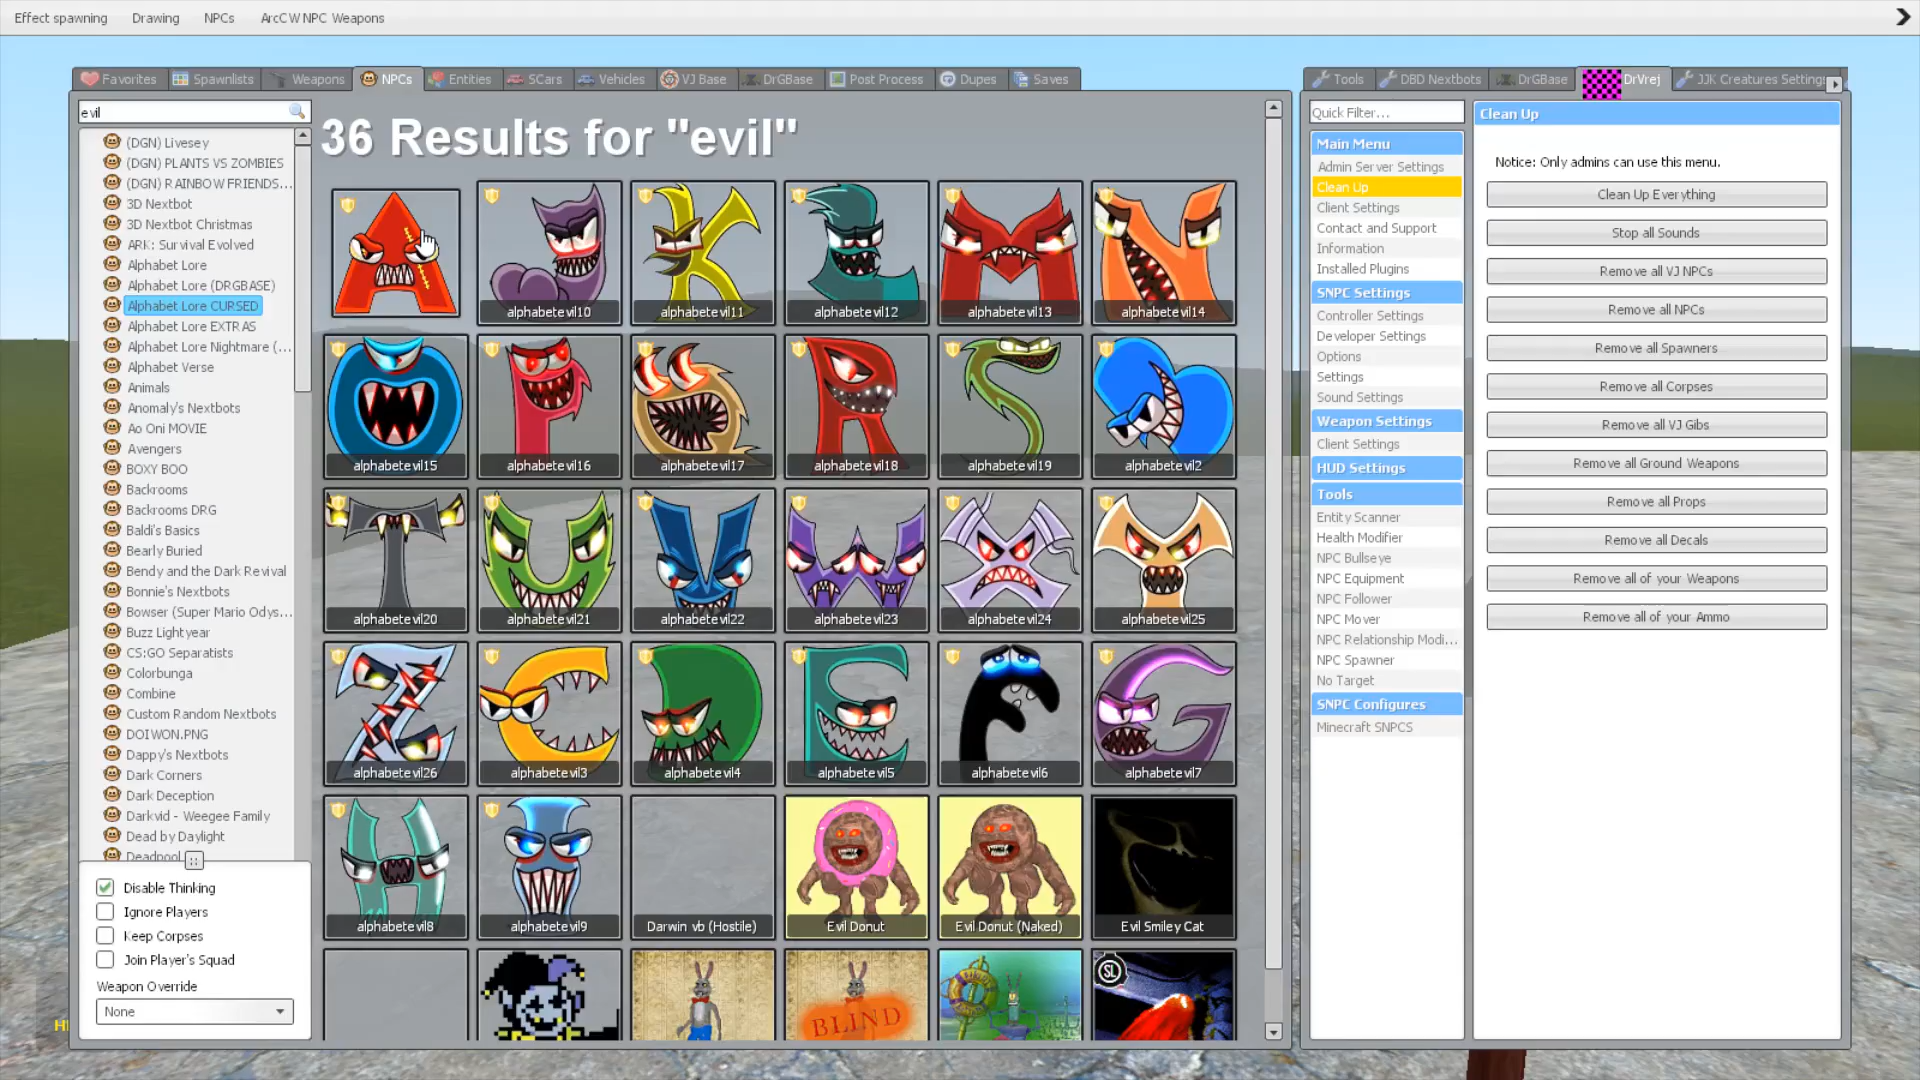 Effect spawning Drawing NPCs ArcCW NPC Weapons
Favorites Spawnlists Weapons NPCs Entities SCars Vehicles VJ Base DrGBase Post Process Dupes Saves
evil
(DGN) Livesey
(DGN) PLANTS VS ZOMBIES
(DGN) RAINBOW FRIENDS...
3D Nextbot
3D Nextbot Christmas
ARK: Survival Evolved
Alphabet Lore
Alphabet Lore (DRGBASE)
Alphabet Lore CURSED
Alphabet Lore EXTRAS
Alphabet Lore Nightmare (...
Alphabet Verse
Animals
Anomaly's Nextbots
Ao Oni MOVIE
Avengers
BOXY BOO
Backrooms
Backrooms DRG
Baldi's Basics
Bearly Buried
Bendy and the Dark Revival
Bonnie's Nextbots
Bowser (Super Mario Odys...
Buzz Lightyear
CS:GO Separatists
Colorbunga
Combine
Custom Random Nextbots
DOIWON.PNG
Dappy's Nextbots
Dark Corners
Dark Deception
Darkvid - Weegee Family
Dead by Daylight
Deadpool
Disable Thinking
Ignore Players
Keep Corpses
Join Player's Squad
Weapon Override
None
36 Results for "evil"
alphabetevil10 alphabetevil11 alphabetevil12 alphabetevil13 alphabetevil14
alphabetevil15 alphabetevil16 alphabetevil17 alphabetevil18 alphabetevil19 alphabetevil2
alphabetevil20 alphabetevil21 alphabetevil22 alphabetevil23 alphabetevil24 alphabetevil25
alphabetevil26 alphabetevil3 alphabetevil4 alphabetevil5 alphabetevil6 alphabetevil7
alphabetevil8 alphabetevil9 Darwin vb (Hostile) Evil Donut Evil Donut (Naked) Evil Smiley Cat
BLIND
SL
Tools DBD Nextbots DrGBase DrVrej JJK Creatures Settings
Quick Filter...
Main Menu
Admin Server Settings
Clean Up
Client Settings
Contact and Support
Information
Installed Plugins
SNPC Settings
Controller Settings
Developer Settings
Options
Settings
Sound Settings
Weapon Settings
Client Settings
HUD Settings
Tools
Entity Scanner
Health Modifier
NPC Bullseye
NPC Equipment
NPC Follower
NPC Mover
NPC Relationship Modi...
NPC Spawner
No Target
SNPC Configures
Minecraft SNPCS
Clean Up
Notice: Only admins can use this menu.
Clean Up Everything
Stop all Sounds
Remove all VJ NPCs
Remove all NPCs
Remove all Spawners
Remove all Corpses
Remove all VJ Gibs
Remove all Ground Weapons
Remove all Props
Remove all Decals
Remove all of your Weapons
Remove all of your Ammo